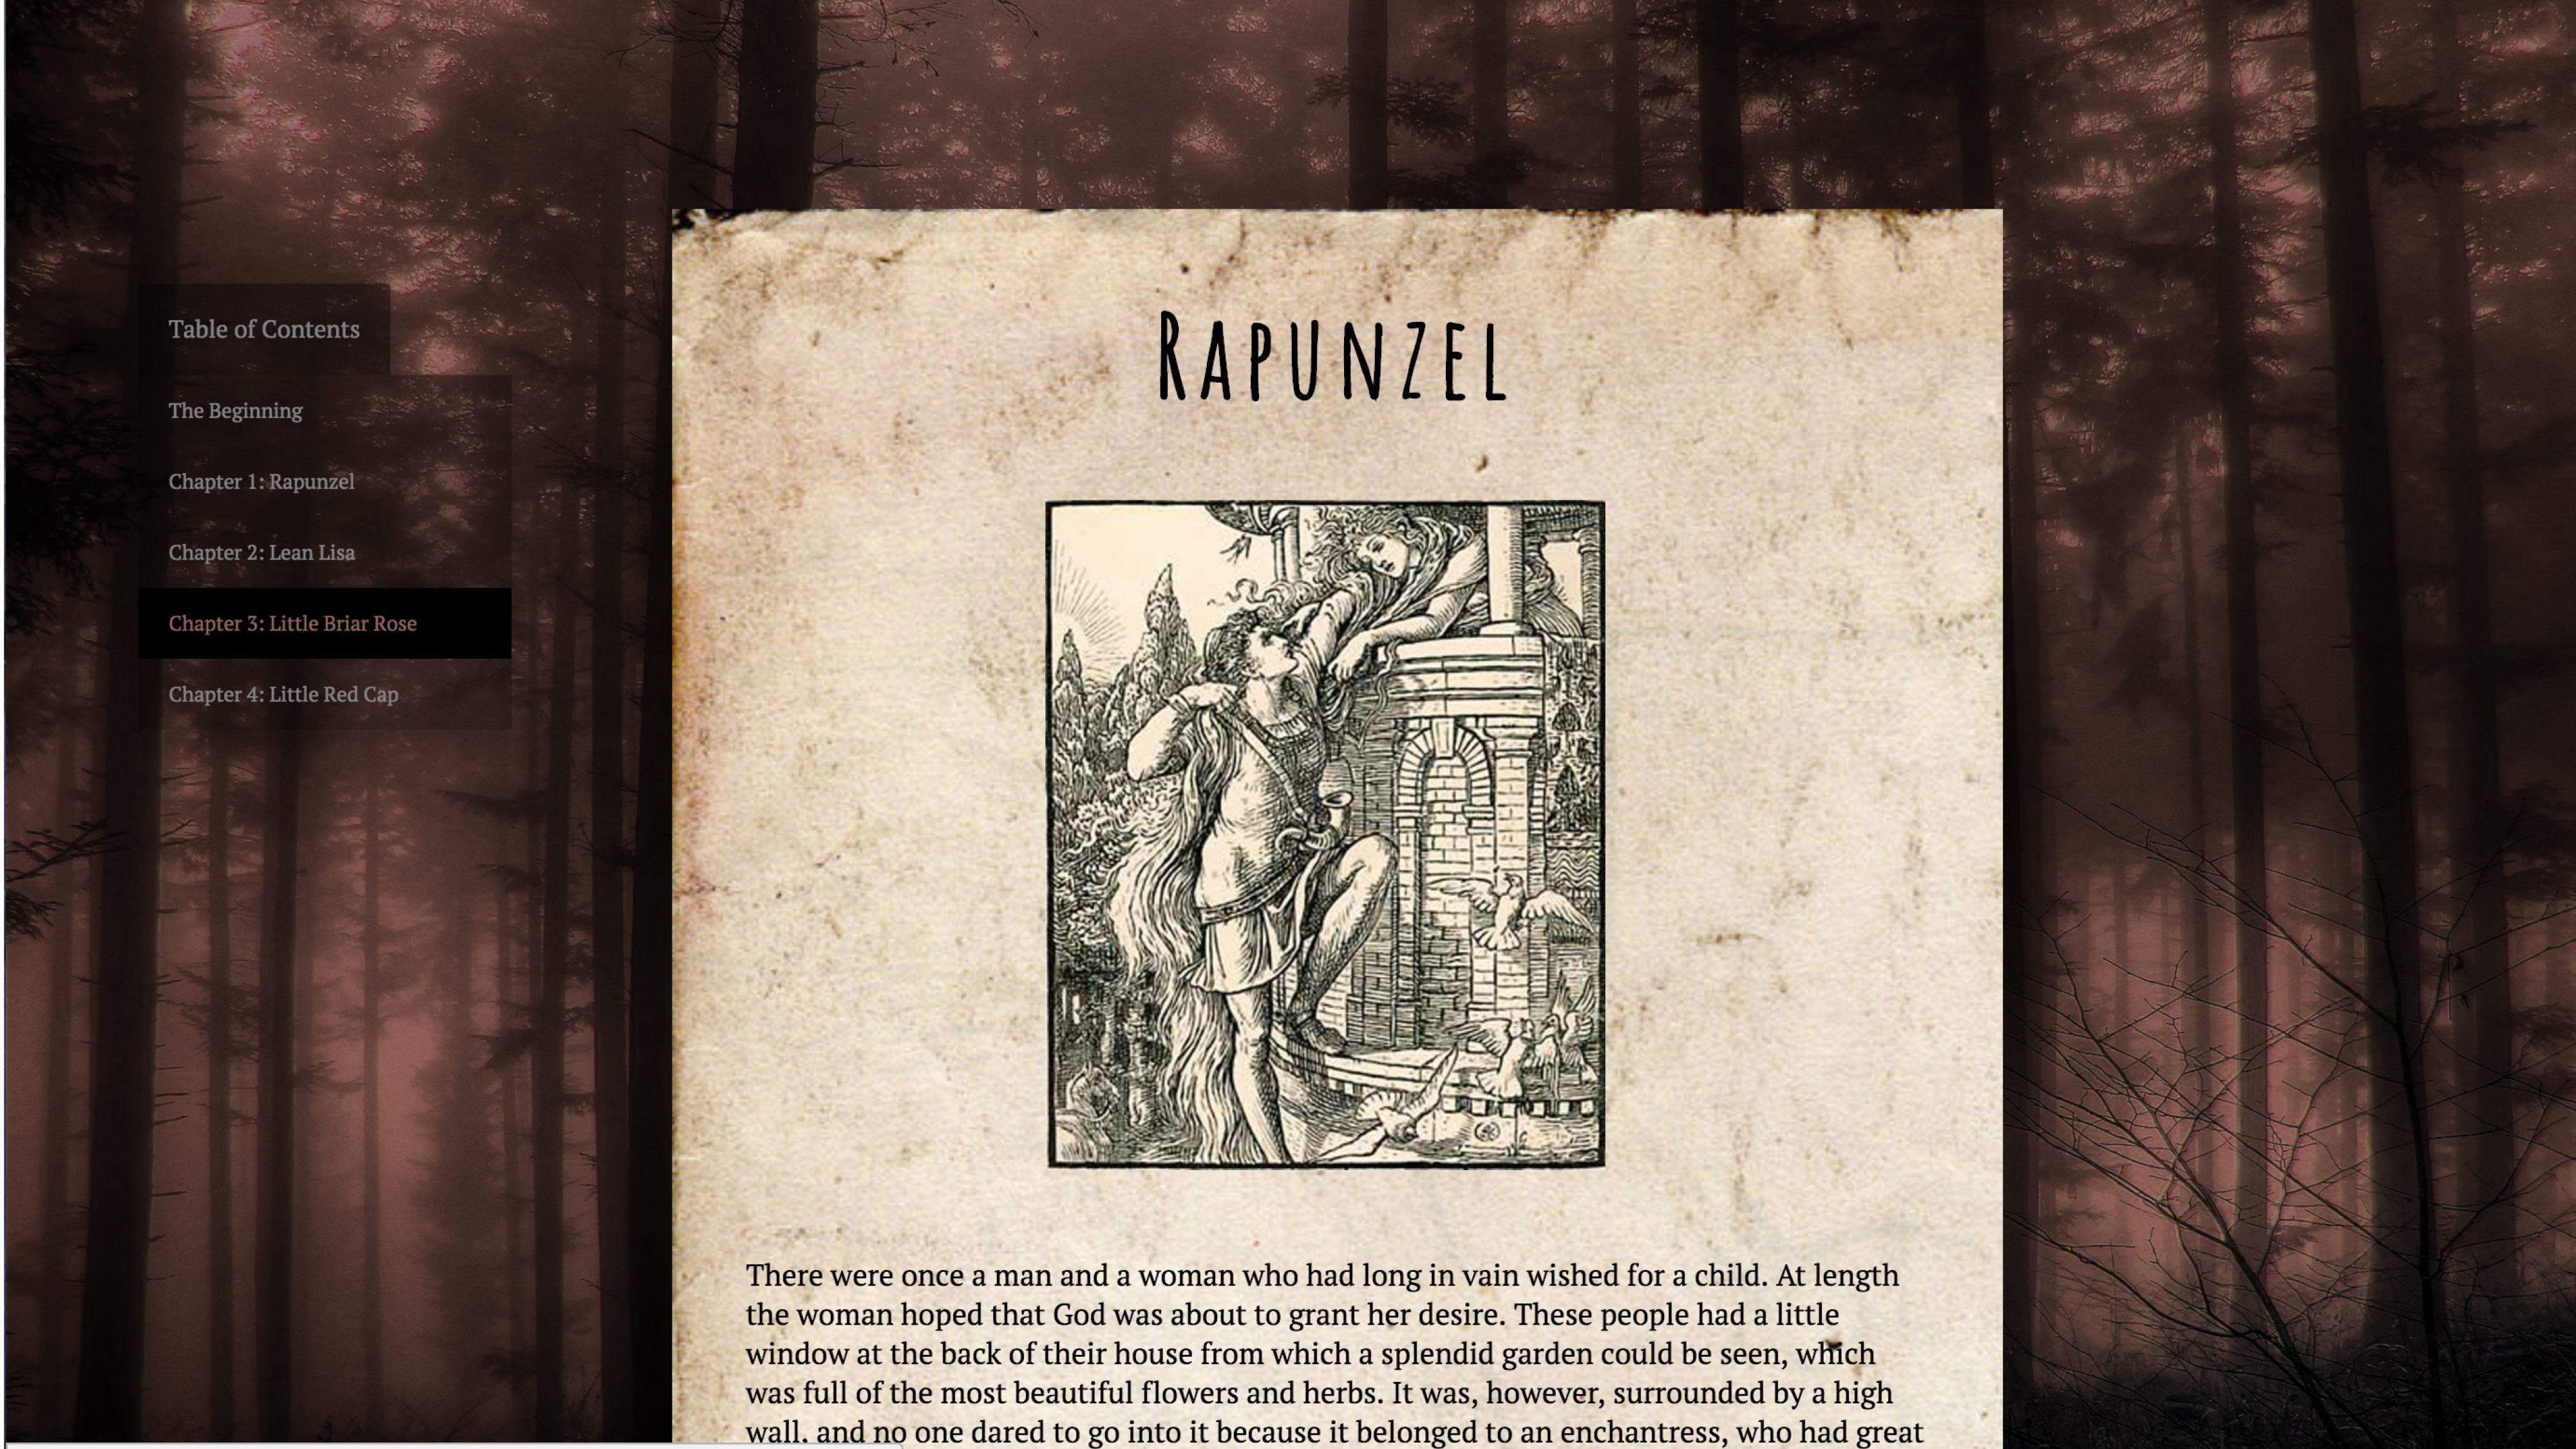 Table of Contents
The Beginning
Chapter 1: Rapunzel
Chapter 2: Lean Lisa
Chapter 3: Little Briar Rose
Chapter 4: Little Red Cap
Rapunzel
There were once a man and a woman who had long in vain wished for a child. At length
the woman hoped that God was about to grant her desire. These people had a little
window at the back of their house from which a splendid garden could be seen, which
was full of the most beautiful flowers and herbs. It was, however, surrounded by a high
wall, and no one dared to go into it because it belonged to an enchantress, who had great